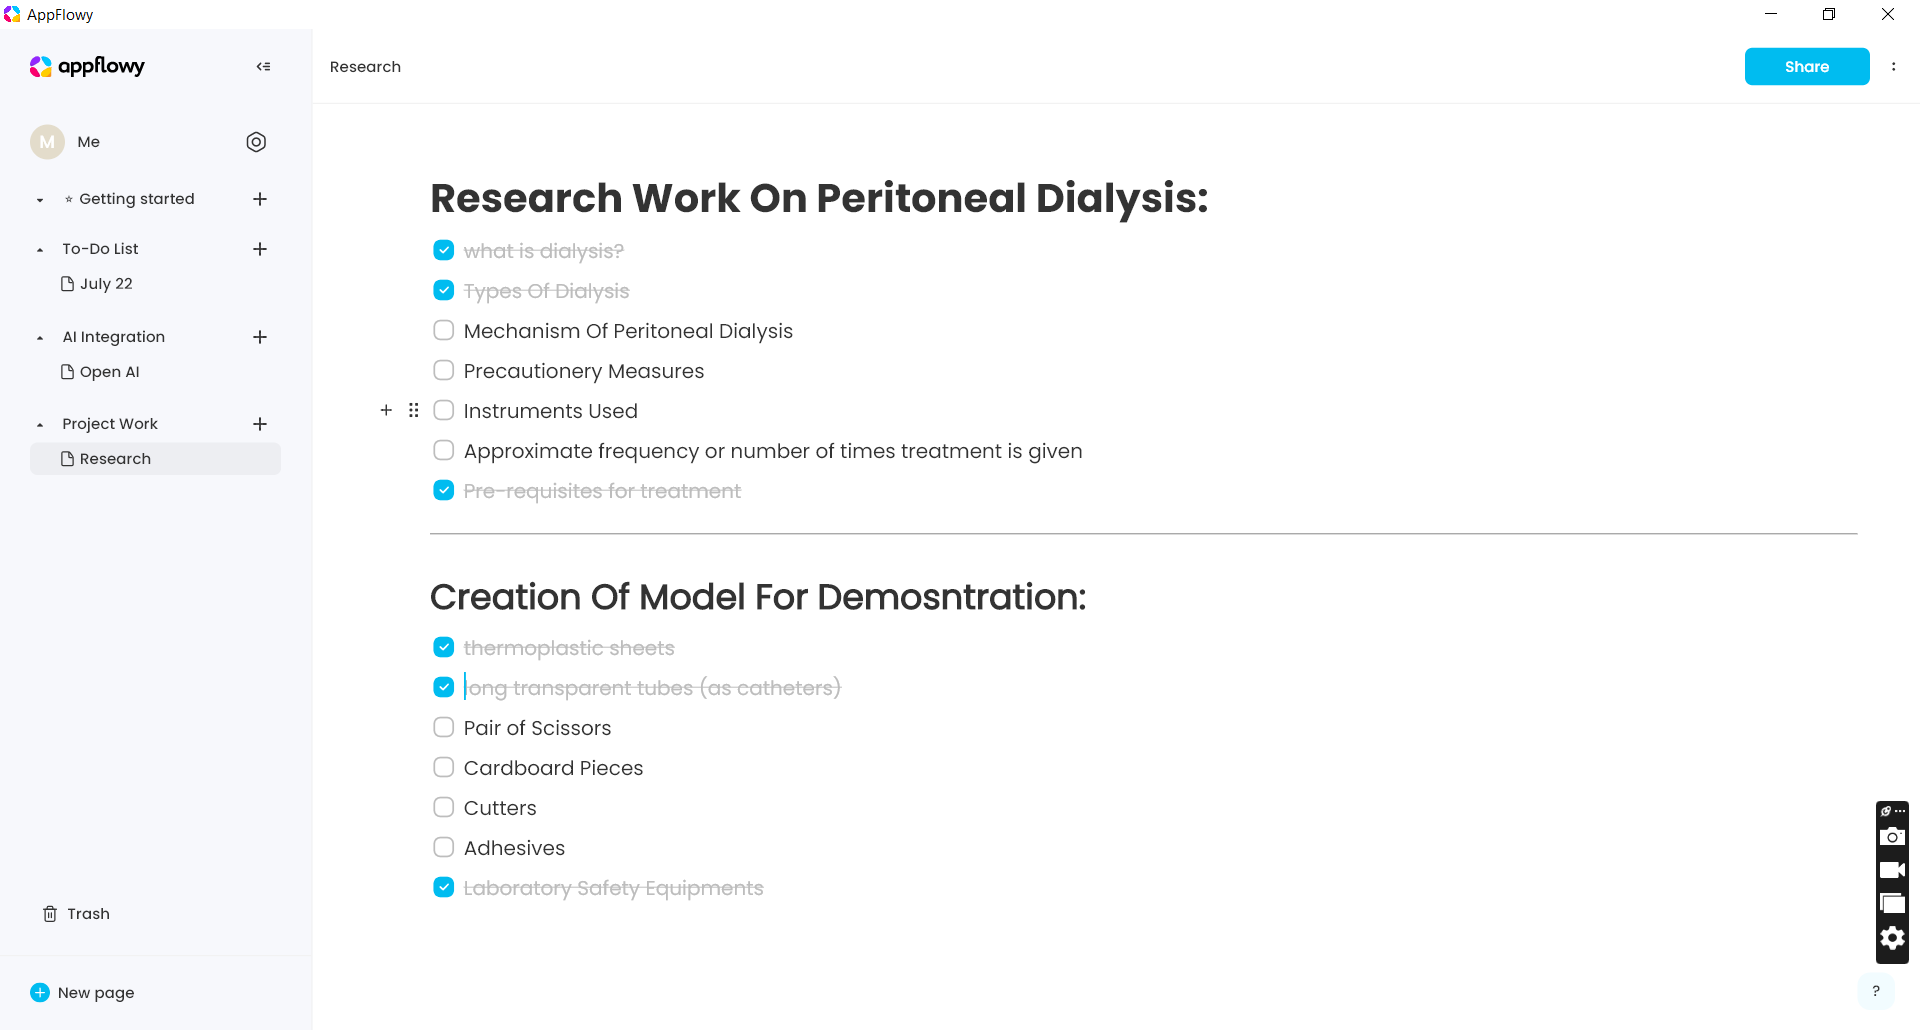 AppFlowy
appflowy
Research
Share
M
Me
Getting started
To-Do List
July 22
AI Integration
Open AI
Project Work
Research
Research Work On Peritoneal Dialysis:
what is dialysis?
Types Of Dialysis
Mechanism Of Peritoneal Dialysis
Precautionery Measures
Instruments Used
Approximate frequency or number of times treatment is given
Pre-requisites for treatment
Creation Of Model For Demosntration:
thermoplastic sheets
long transparent tubes (as catheters)
Pair of Scissors
Cardboard Pieces
Cutters
Adhesives
Laboratory Safety Equipments
Trash
New page
?